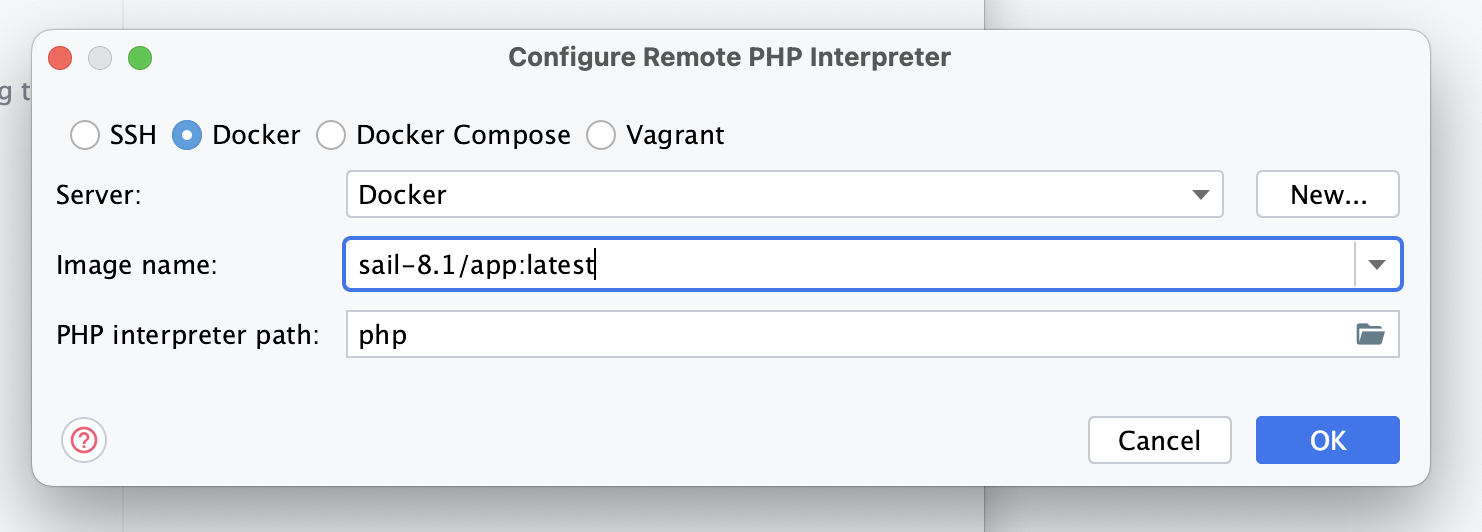 Configure Remote PHP Interpreter
g t
SSH Docker Docker Compose Vagrant
Server: Docker New...
Image name: sail-8.1/app:latest
PHP interpreter path: php
? Cancel OK